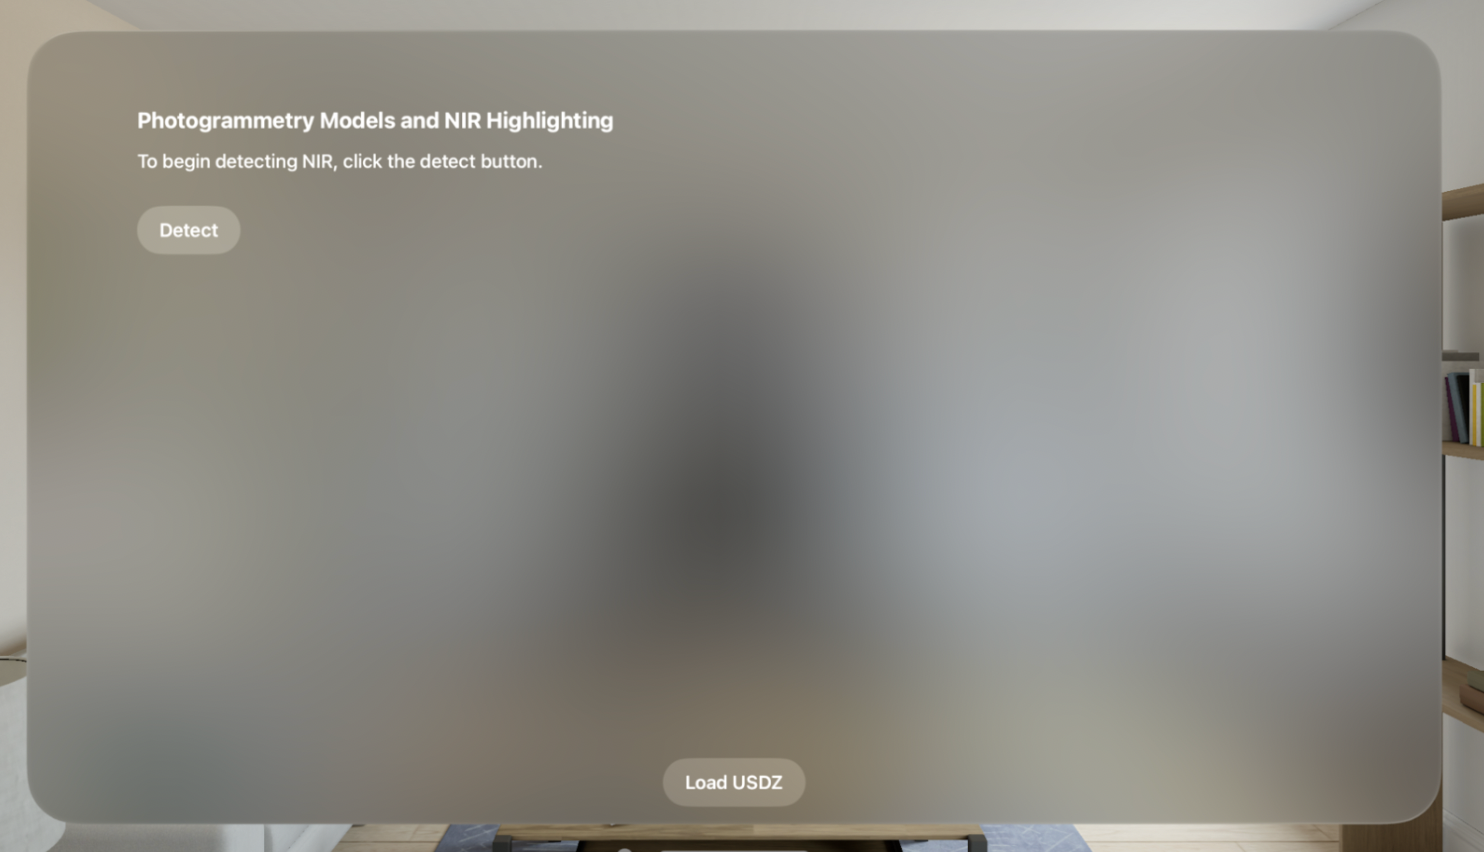 Photogrammetry Models and NIR Highlighting
To begin detecting NIR, click the detect button.
Detect
Load USDZ